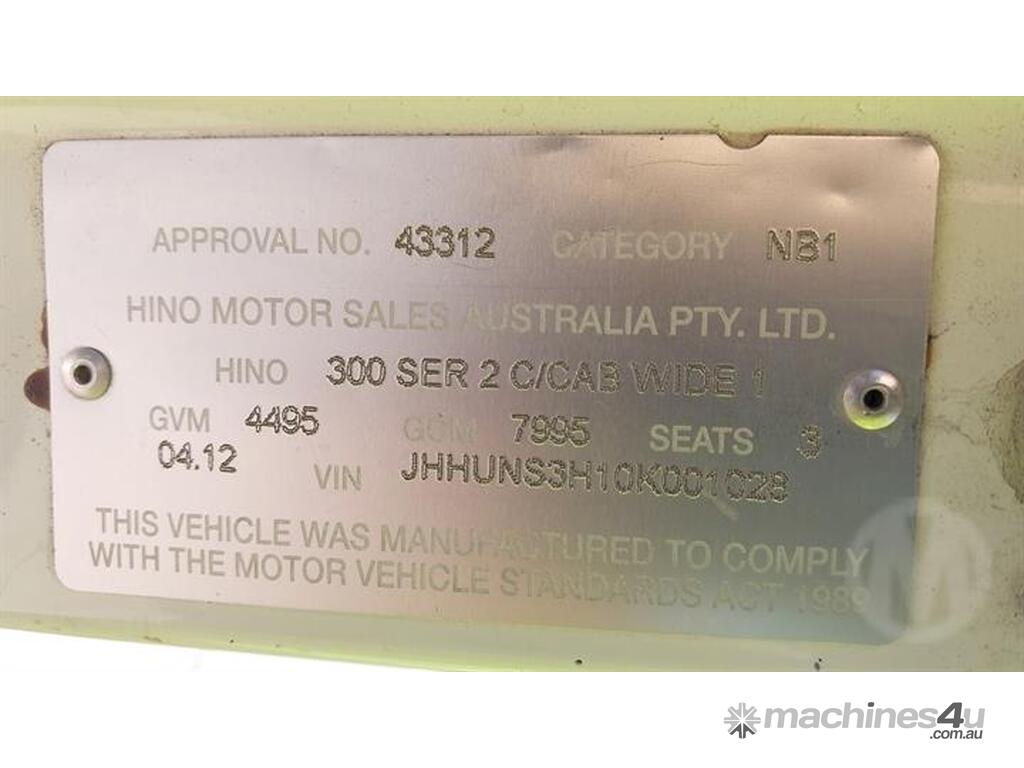 APPROVAL NO. 43312 CATEGORY NB1
HINO MOTOR SALES AUSTRALIA PTY. LTD.
HINO 300 SER 2 C/CAB WIDE 1
GVM 4495 GCM 7995 SEATS 3
04.12 VIN JHHUNS3H10K001028
THIS VEHICLE WAS MANUFACTURED TO COMPLY
WITH THE MOTOR VEHICLE STANDARDS ACT 1989
M
machines4u
.com.au